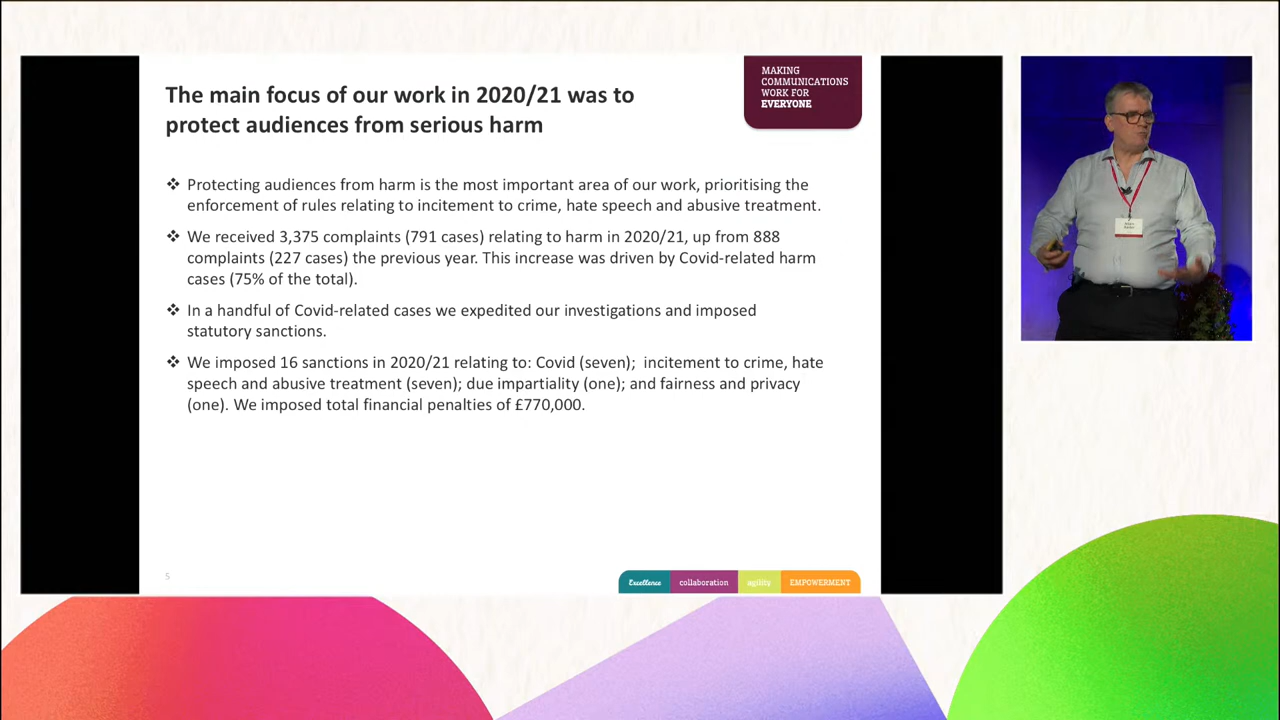 The main focus of our work in 2020/21 was to
protect audiences from serious harm
MAKING
COMMUNICATIONS
WORK FOR
EVERYONE
❖ Protecting audiences from harm is the most important area of our work, prioritising the
enforcement of rules relating to incitement to crime, hate speech and abusive treatment.
❖ We received 3,375 complaints (791 cases) relating to harm in 2020/21, up from 888
complaints (227 cases) the previous year. This increase was driven by Covid-related harm
cases (75% of the total).
❖ In a handful of Covid-related cases we expedited our investigations and imposed
statutory sanctions.
❖ We imposed 16 sanctions in 2020/21 relating to: Covid (seven);  incitement to crime, hate
speech and abusive treatment (seven); due impartiality (one); and fairness and privacy
(one). We imposed total financial penalties of £770,000.
5
Excellence collaboration agility EMPOWERMENT